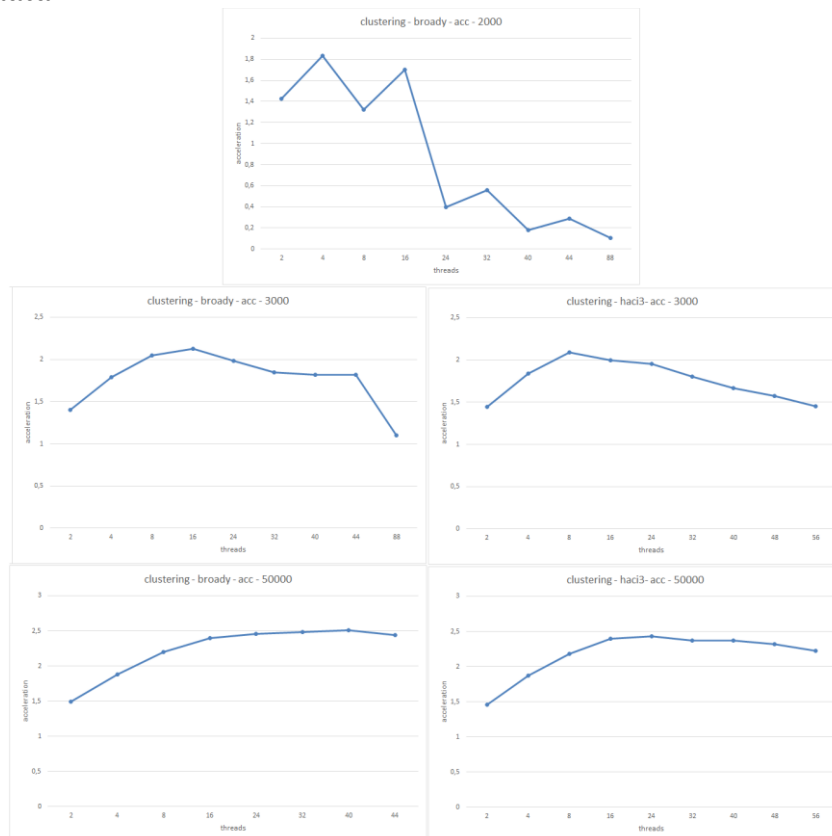 clustering - broady - acc - 2000
2
1,8
1,6
1,4
1,2
1
0,8
0,6
0,4
0,2
0
acceleration
2 4 8 16 24 32 40 44 88
threads
clustering - broady - acc - 3000
2,5
2
1,5
1
0,5
0
acceleration
2 4 8 16 24 32 40 44 88
threads
clustering - haci3- acc - 3000
2,5
2
1,5
1
0,5
0
acceleration
2 4 8 16 24 32 40 48 56
threads
clustering - broady - acc - 50000
3
2,5
2
1,5
1
0,5
0
acceleration
2 4 8 16 24 32 40 44
threads
clustering - haci3- acc - 50000
3
2,5
2
1,5
1
0,5
0
acceleration
2 4 8 16 24 32 40 48 56
threads